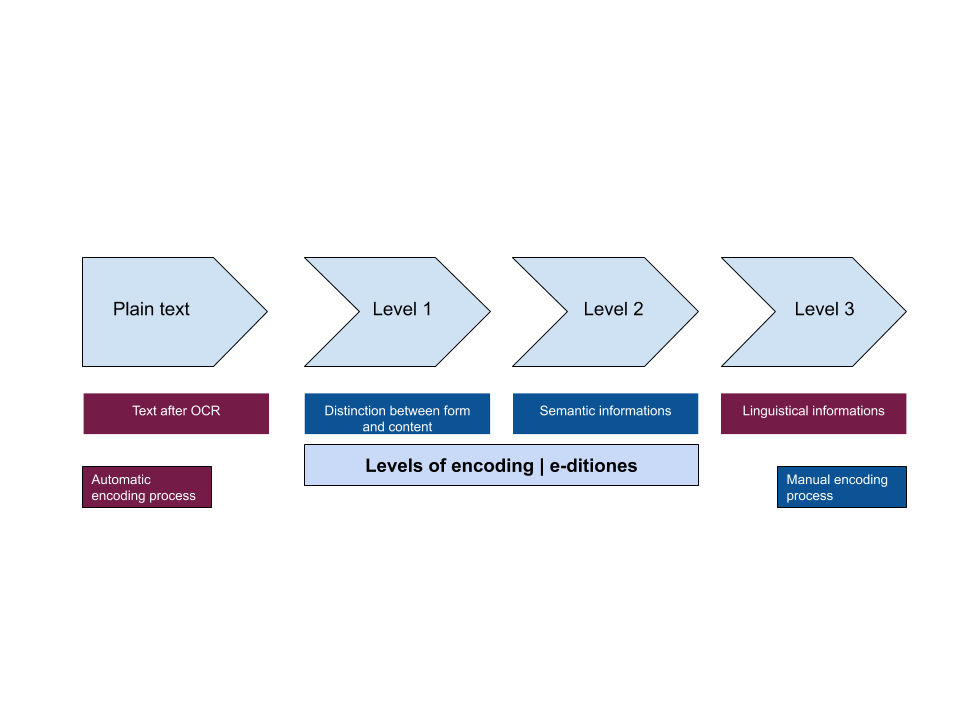 Plain text
Level 1
Level 2
Level 3
Text after OCR
Distinction between form
and content
Semantic informations
Linguistical informations
Levels of encoding | e-ditiones
Automatic
encoding process
Manual encoding
process